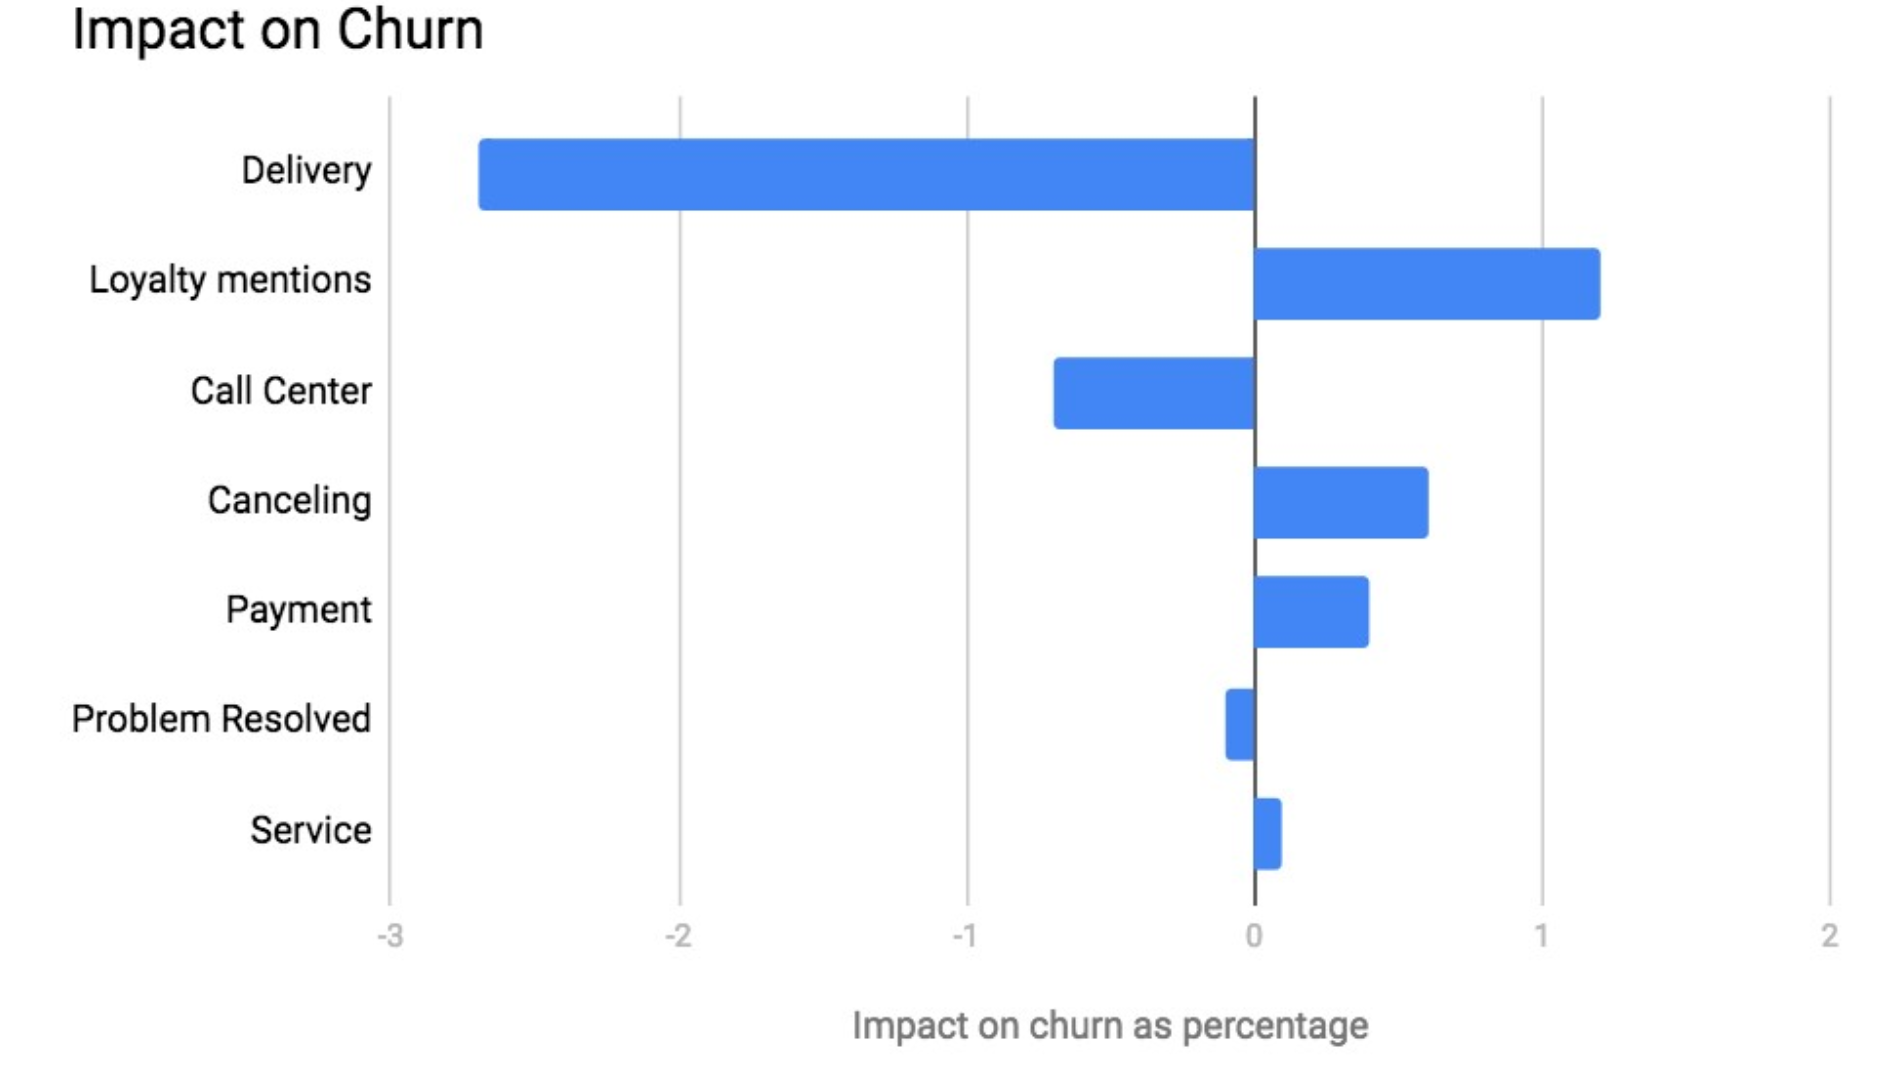 Impact on Churn
Delivery
Loyalty mentions
Call Center
Canceling
Payment
Problem Resolved
Service
-3 -2 -1 0 1 2
Impact on churn as percentage